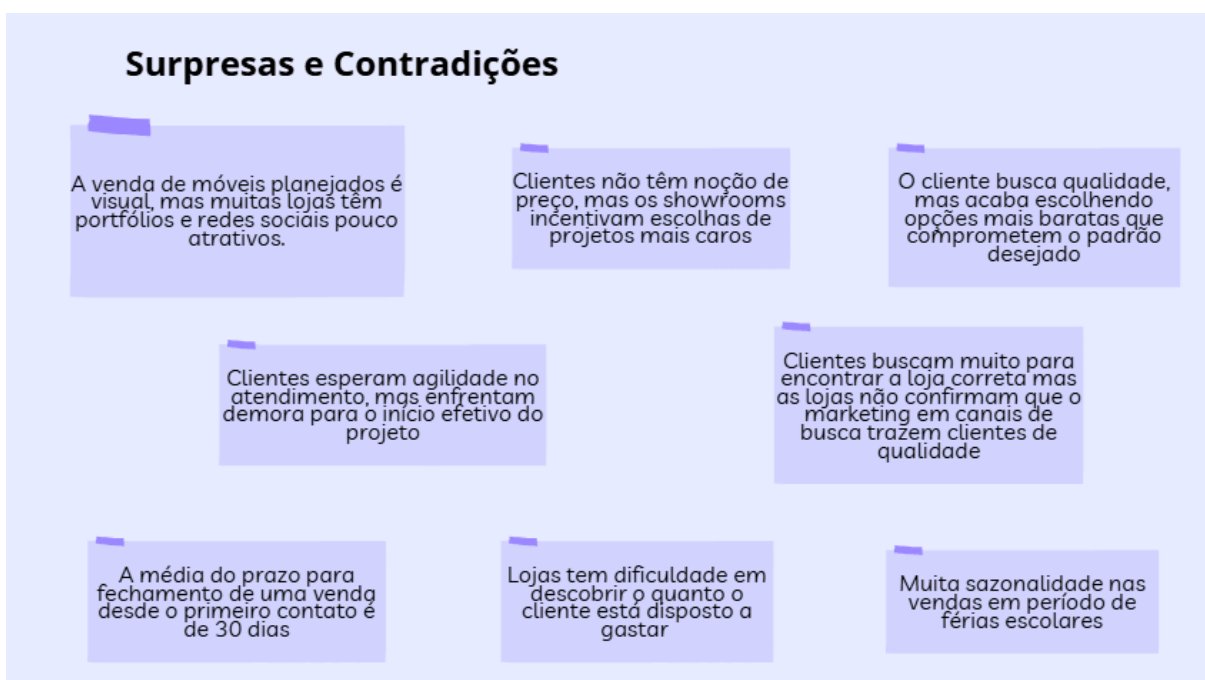 Surpresas e Contradições
A venda de móveis planejados é
visual, mas muitas lojas têm
portfólios e redes sociais pouco
atrativos.
Clientes não têm noção de
preço, mas os showrooms
incentivam escolhas de
projetos mais caros
O cliente busca qualidade,
mas acaba escolhendo
opções mais baratas que
comprometem o padrão
desejado
Clientes esperam agilidade no
atendimento, mas enfrentam
demora para o início efetivo do
projeto
Clientes buscam muito para
encontrar a loja correta mas
as lojas não confirmam que o
marketing em canais de
busca trazem clientes de
qualidade
A média do prazo para
fechamento de uma venda
desde o primeiro contato é
de 30 dias
Lojas tem dificuldade em
descobrir o quanto o
cliente está disposto a
gastar
Muita sazonalidade nas
vendas em período de
férias escolares